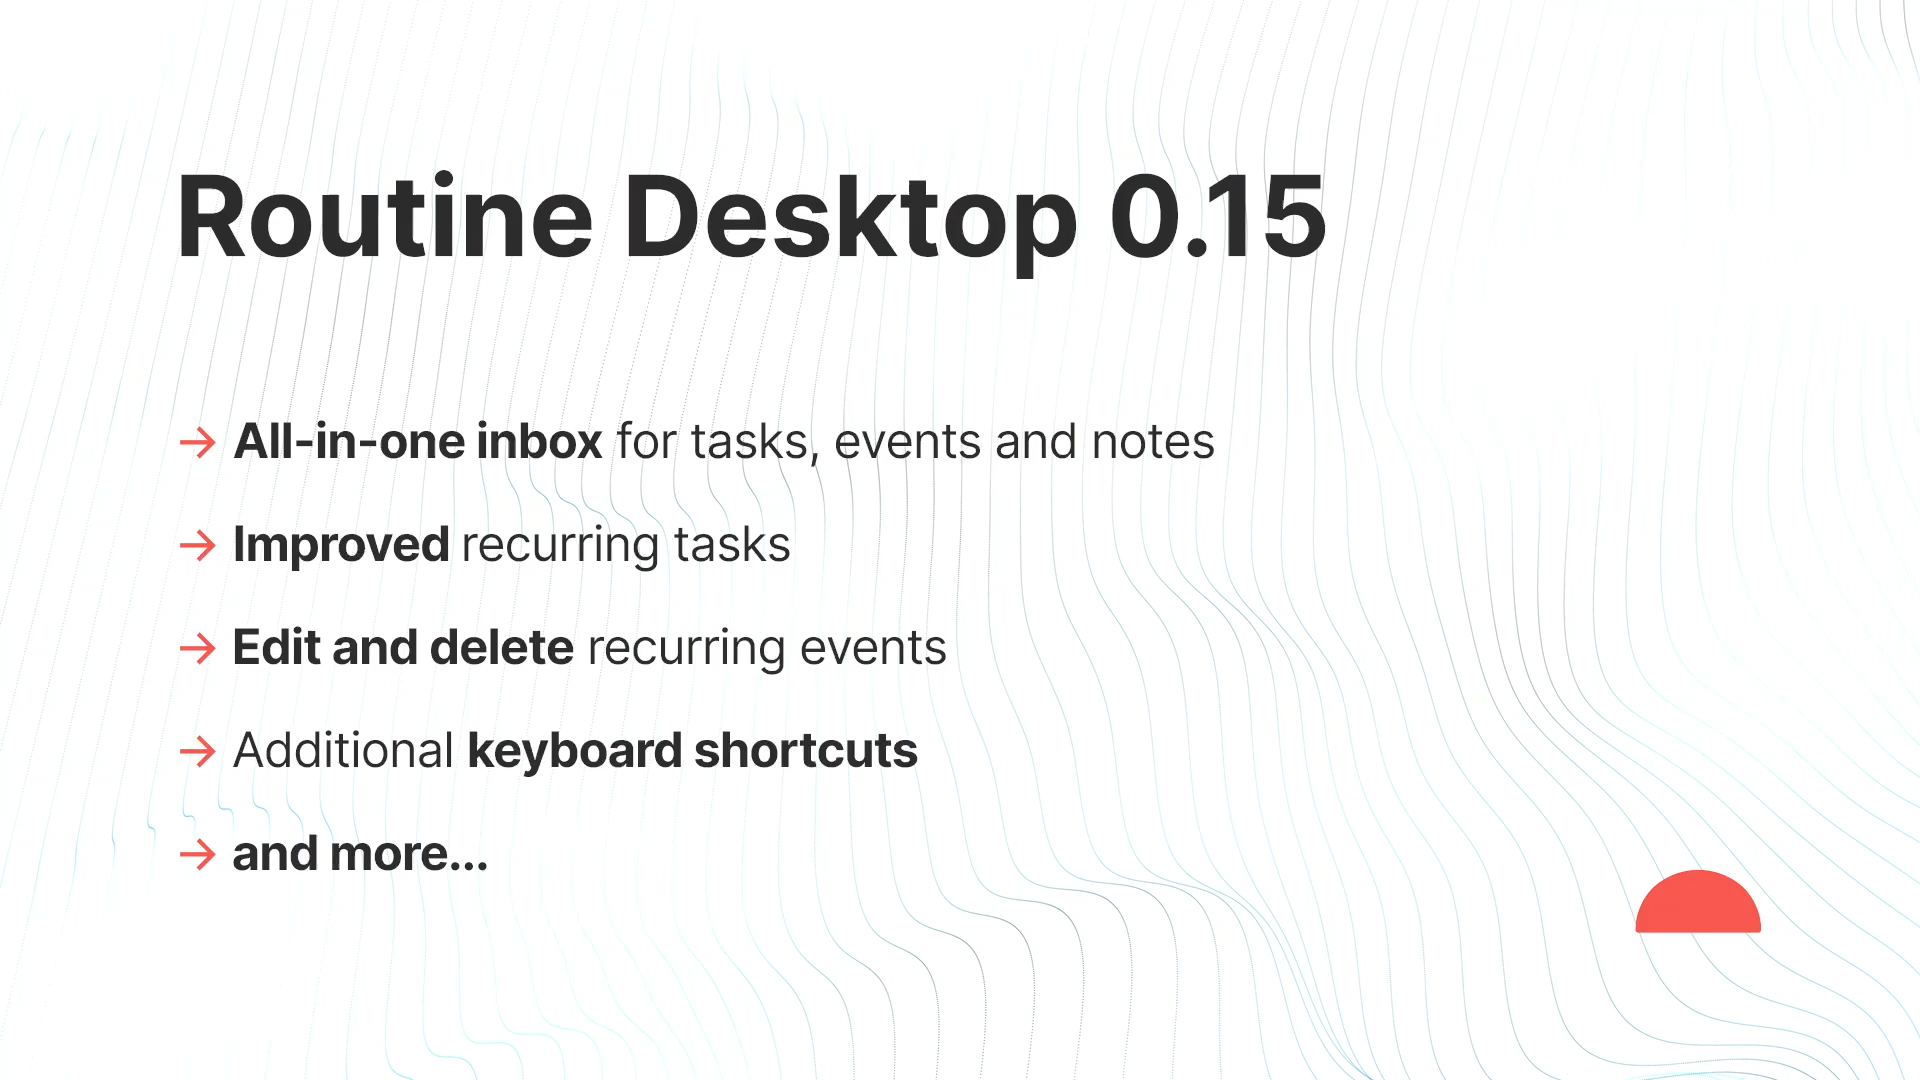 Routine Desktop 0.15
→ All-in-one inbox for tasks, events and notes
→ Improved recurring tasks
→ Edit and delete recurring events
→ Additional keyboard shortcuts
→ and more...